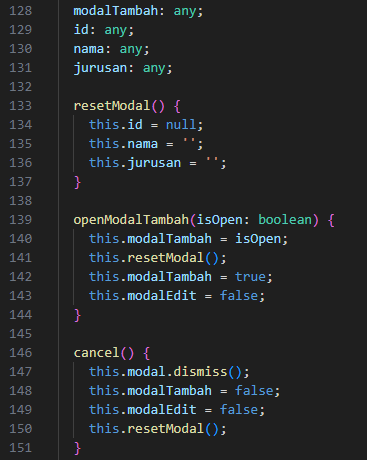 128 modalTambah: any;
129 id: any;
130 nama: any;
131 jurusan: any;
132
133 resetModal() {
134 this.id = null;
135 this.nama = '';
136 this.jurusan = '';
137 }
138
139 openModalTambah(isOpen: boolean) {
140 this.modalTambah = isOpen;
141 this.resetModal();
142 this.modalTambah = true;
143 this.modalEdit = false;
144 }
145
146 cancel() {
147 this.modal.dismiss();
148 this.modalTambah = false;
149 this.modalEdit = false;
150 this.resetModal();
151 }